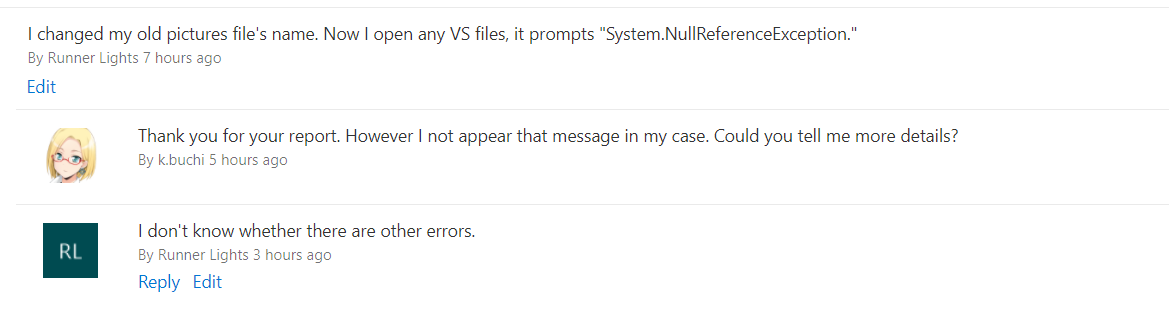 I changed my old pictures file's name. Now I open any VS files, it prompts "System.NullReferenceException."
By Runner Lights 7 hours ago
Edit
Thank you for your report. However I not appear that message in my case. Could you tell me more details?
By k.buchi 5 hours ago
RL
I don't know whether there are other errors.
By Runner Lights 3 hours ago
Reply Edit